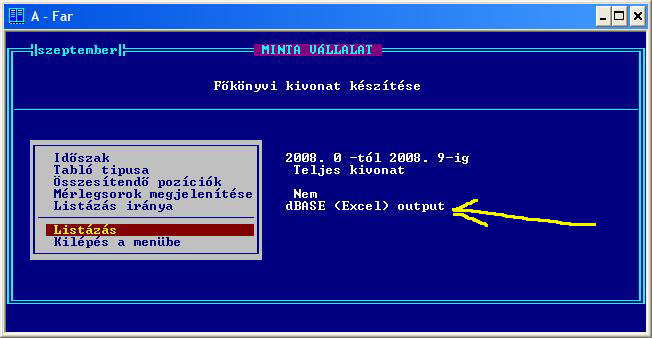 A - Far
szeptember
MINTA VÁLLALAT
Főkönyvi kivonat készítése
Időszak 2008. 0 -tól 2008. 9-ig
Tabló tipusa Teljes kivonat
Összesítendő pozíciók
Mérlegsorok megjelenítése Nem
Listázás iránya dBASE (Excel) output
Listázás
Kilépés a menübe